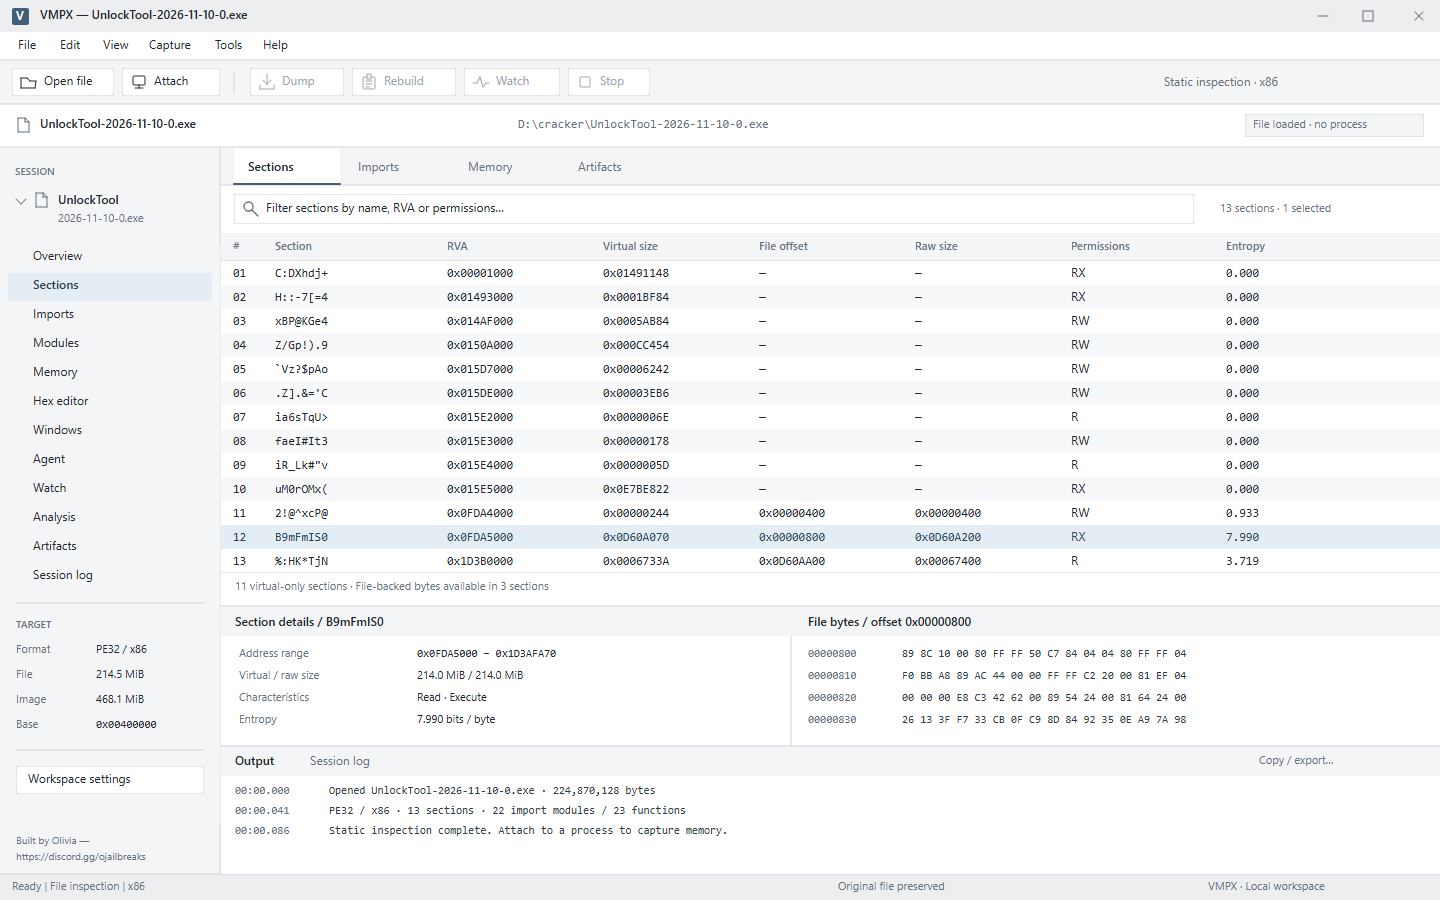 V VMPX — UnlockTool-2026-11-10-0.exe
File Edit View Capture Tools Help
Open file Attach Dump Rebuild Watch Stop Static inspection · x86
UnlockTool-2026-11-10-0.exe D:\cracker\UnlockTool-2026-11-10-0.exe File loaded · no process
SESSION
UnlockTool
2026-11-10-0.exe
Overview
Sections
Imports
Modules
Memory
Hex editor
Windows
Agent
Watch
Analysis
Artifacts
Session log
TARGET
Format PE32 / x86
File 214.5 MiB
Image 468.1 MiB
Base 0x00400000
Workspace settings
Built by Olivia —
https://discord.gg/ojailbreaks
Sections Imports Memory Artifacts
Filter sections by name, RVA or permissions... 13 sections · 1 selected
# Section RVA Virtual size File offset Raw size Permissions Entropy
01 C:DXhdj+ 0x00001000 0x01491148 — — RX 0.000
02 H::-7[=4 0x01493000 0x0001BF84 — — RX 0.000
03 xBP@KGe4 0x014AF000 0x0005AB84 — — RW 0.000
04 Z/Gp!).9 0x0150A000 0x000CC454 — — RW 0.000
05 `Vz?$pAo 0x015D7000 0x00006242 — — RW 0.000
06 .Z].&='C 0x015DE000 0x00003EB6 — — RW 0.000
07 ia6sTqU> 0x015E2000 0x0000006E — — R 0.000
08 faeI#It3 0x015E3000 0x00000178 — — RW 0.000
09 iR_Lk#"v 0x015E4000 0x0000005D — — R 0.000
10 uM0rOMx( 0x015E5000 0x0E7BE822 — — RX 0.000
11 2!@^xcP@ 0x0FDA4000 0x00000244 0x00000400 0x00000400 RW 0.933
12 B9mFmIS0 0x0FDA5000 0x0D60A070 0x00000800 0x0D60A200 RX 7.990
13 %:HK*TjN 0x1D3B0000 0x0006733A 0x0D60AA00 0x00067400 R 3.719
11 virtual-only sections · File-backed bytes available in 3 sections
Section details / B9mFmIS0
Address range 0x0FDA5000 – 0x1D3AFA70
Virtual / raw size 214.0 MiB / 214.0 MiB
Characteristics Read · Execute
Entropy 7.990 bits / byte
File bytes / offset 0x00000800
00000800 89 8C 10 00 80 FF FF 50 C7 84 04 04 80 FF FF 04
00000810 F0 BB A8 89 AC 44 00 00 FF FF C2 20 00 81 EF 04
00000820 00 00 00 E8 C3 42 62 00 89 54 24 00 81 64 24 00
00000830 26 13 3F F7 33 CB 0F C9 8D 84 92 35 0E A9 7A 98
Output Session log Copy / export...
00:00.000 Opened UnlockTool-2026-11-10-0.exe · 224,870,128 bytes
00:00.041 PE32 / x86 · 13 sections · 22 import modules / 23 functions
00:00.086 Static inspection complete. Attach to a process to capture memory.
Ready | File inspection | x86 Original file preserved VMPX · Local workspace